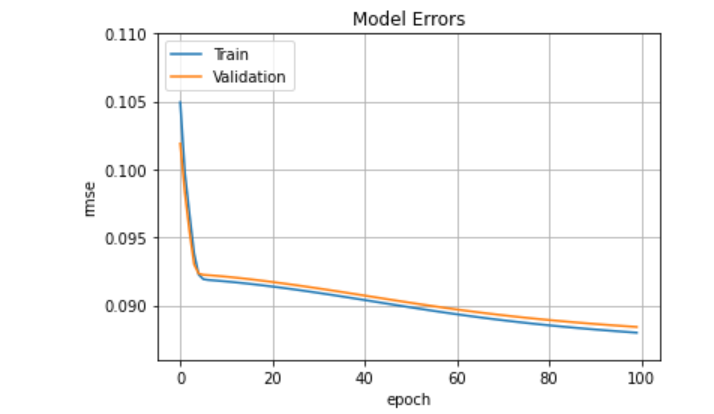 Model Errors
0.110
Train
Validation
0.105
0.100
0.095
0.090
rmse
0 20 40 60 80 100
epoch